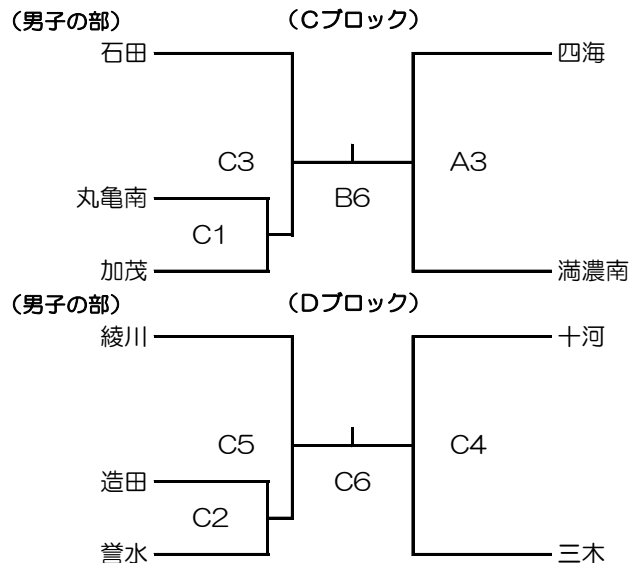 (男子の部) (Cブロック)
石田 四海
C3 A3
丸亀南 B6
C1
加茂 満濃南
(男子の部) (Dブロック)
綾川 十河
C5 C4
造田 C6
C2
誉水 三木